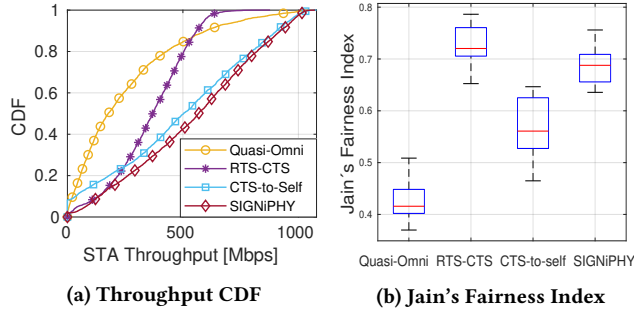 1
0.8
0.6
0.4
0.2
0
CDF
0
500
1000
STA Throughput [Mbps]
Quasi-Omni
RTS-CTS
CTS-to-Self
SIGNiPHY
(a) Throughput CDF
0.8
0.7
0.6
0.5
0.4
Jain´s Fairness Index
Quasi-Omni RTS-CTS CTS-to-self SIGNiPHY
(b) Jain's Fairness Index